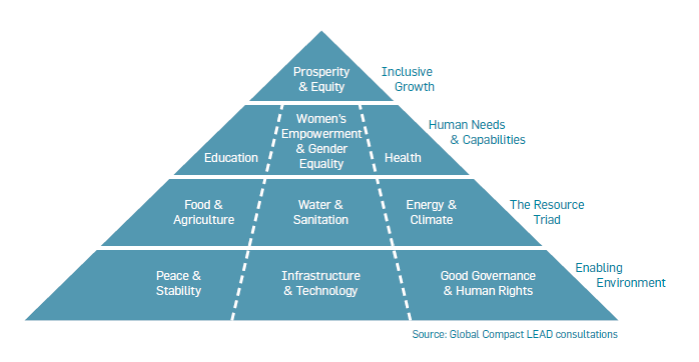 Prosperity
& Equity
Inclusive
Growth
Women's
Empowerment
& Gender
Equality
Education
Health
Human Needs
& Capabilities
Food &
Agriculture
Water &
Sanitation
Energy &
Climate
The Resource
Triad
Peace &
Stability
Infrastructure
& Technology
Good Governance
& Human Rights
Enabling
Environment
Source: Global Compact LEAD consultations